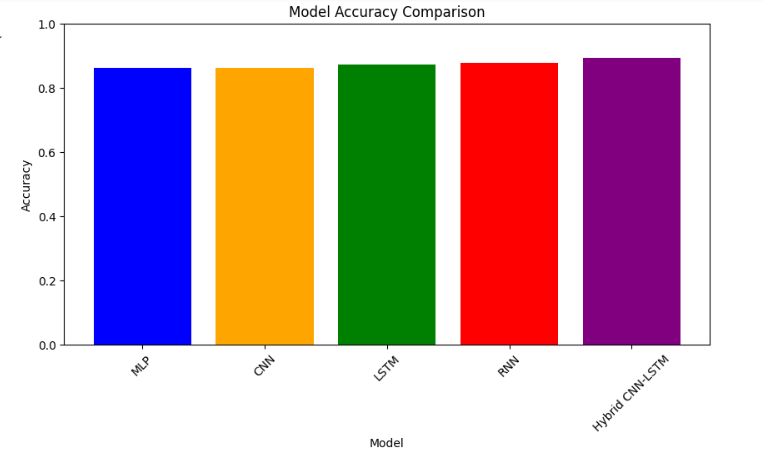 Model Accuracy Comparison
1.0
0.8
0.6
0.4
0.2
0.0
Accuracy
MLP
CNN
LSTM
RNN
Hybrid CNN-LSTM
Model